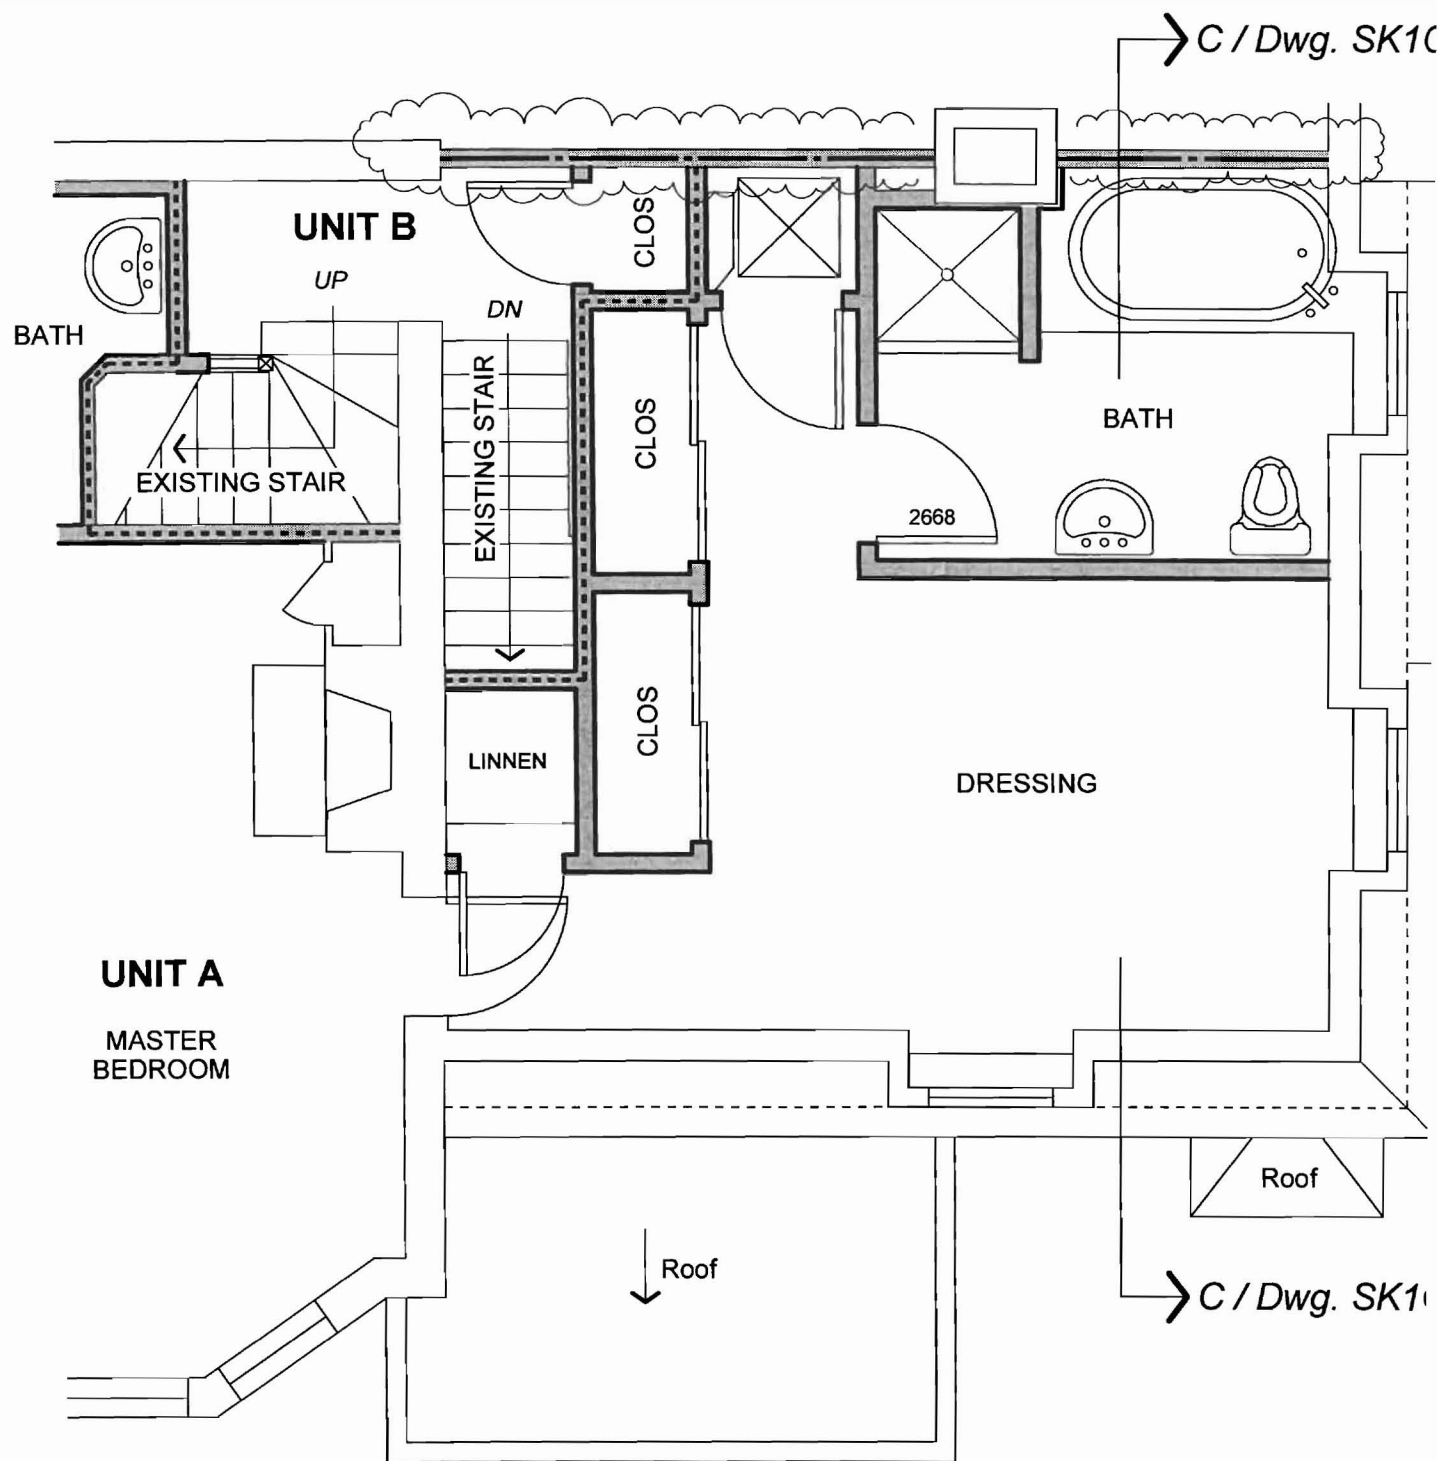 C / Dwg. SK10
UNIT B
CLOS
UP
DN
BATH
EXISTING STAIR
EXISTING STAIR
CLOS
BATH
2668
CLOS
LINNEN
DRESSING
UNIT A
MASTER
BEDROOM
Roof
Roof
C / Dwg. SK1